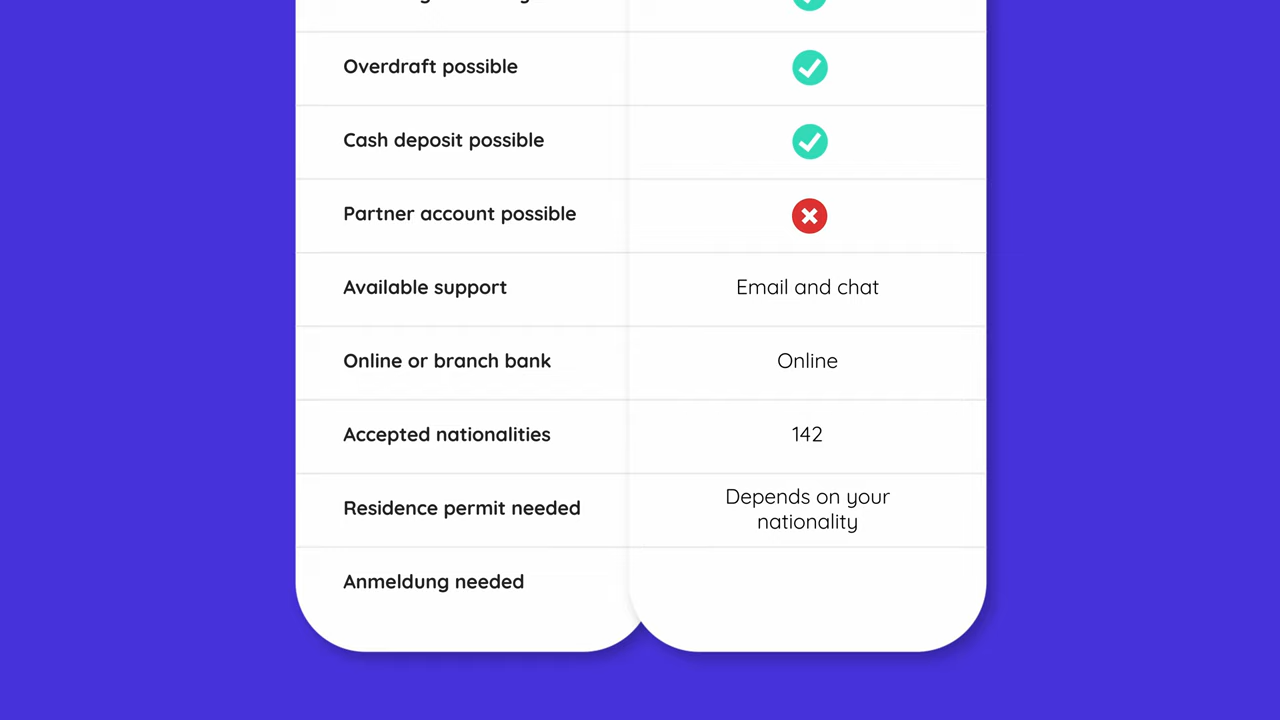 Overdraft possible
Cash deposit possible
Partner account possible
Available support
Email and chat
Online or branch bank
Online
Accepted nationalities
142
Residence permit needed
Depends on your
nationality
Anmeldung needed